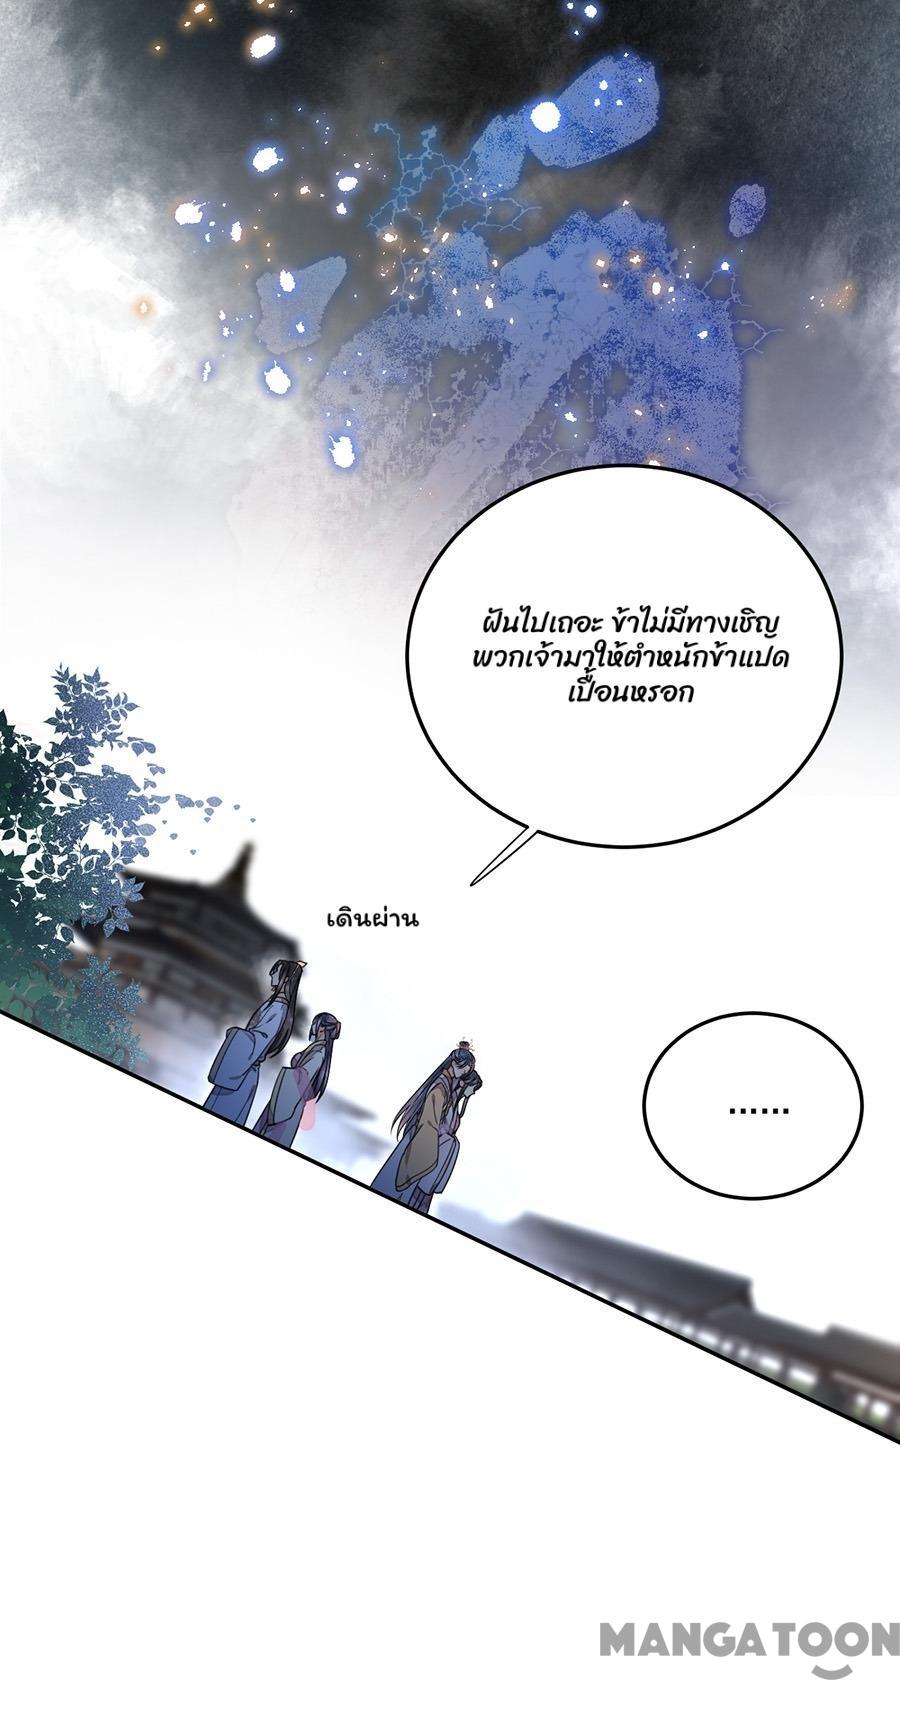 ฝันไปเถอะ ข้าไม่มีทางเชิญ
พวกเจ้ามาให้ตำหนักข้าแปด
เปื้อนหรอก
เดินผ่าน
......
MANGATOON